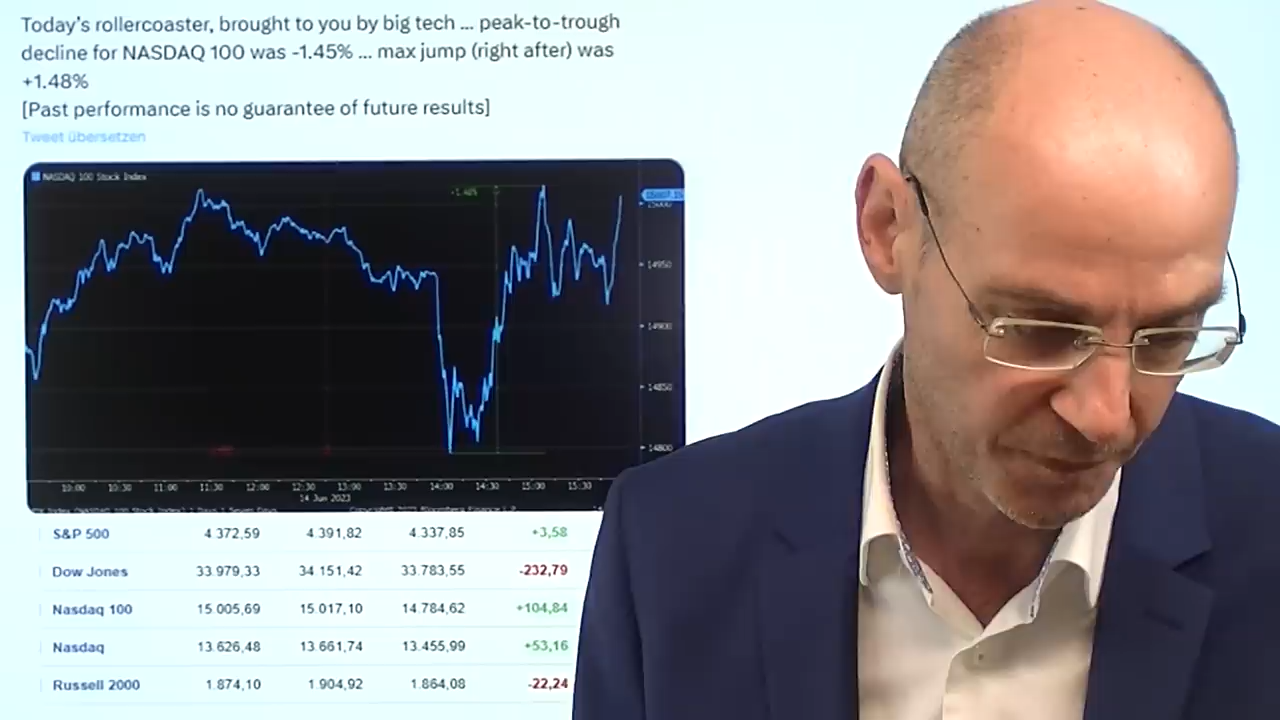 Today's rollercoaster, brought to you by big tech ... peak-to-trough
decline for NASDAQ 100 was -1.45% ... max jump (right after) was
+1.48%
[Past performance is no guarantee of future results]
Tweet übersetzen
NASDAQ 100 Stock Index
-1.48%
15000
14950
14900
14850
14800
10:00 10:30 11:00 11:30 12:00 12:30 13:00 13:30 14:00 14:30 15:00 15:30
14 Jun 2023
S&P 500 4.372,59 4.391,82 4.337,85 +3,58
Dow Jones 33.979,33 34.151,42 33.783,55 -232,79
Nasdaq 100 15.005,69 15.017,10 14.784,62 +104,84
Nasdaq 13.626,48 13.661,74 13.455,99 +53,16
Russell 2000 1.874,10 1.904,92 1.864,08 -22,24